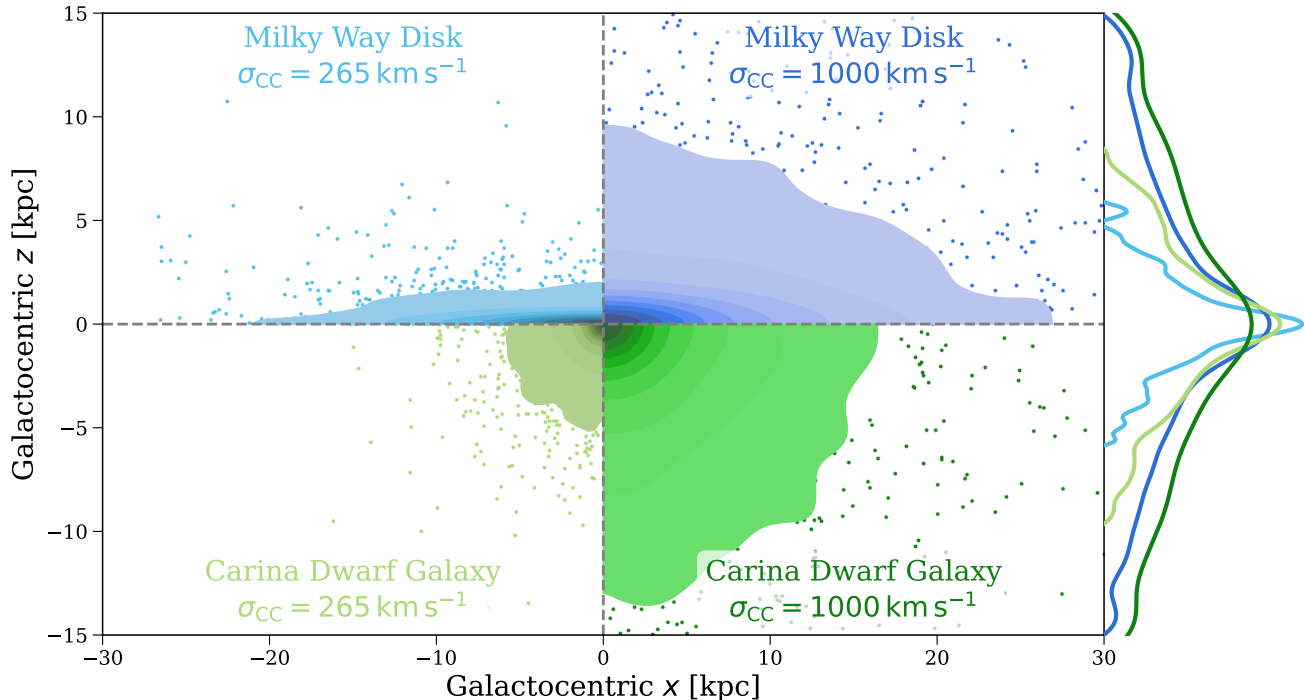 15
Milky Way Disk
σCC = 265 km s−1
Milky Way Disk
σCC = 1000 km s−1
10
5
0
−5
−10
−15
Galactocentric z [kpc]
Carina Dwarf Galaxy
σCC = 265 km s−1
Carina Dwarf Galaxy
σCC = 1000 km s−1
−30
−20
−10
0
10
20
30
Galactocentric x [kpc]